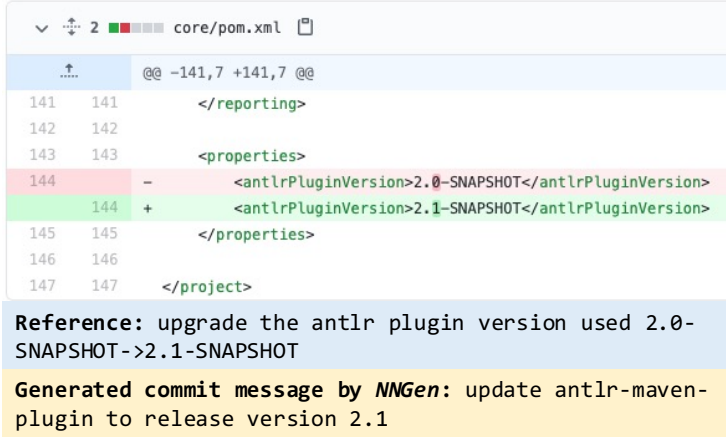 2 core/pom.xml
@@ -141,7 +141,7 @@
141 141 </reporting>
142 142
143 143 <properties>
144 - <antlrPluginVersion>2.0-SNAPSHOT</antlrPluginVersion>
144 + <antlrPluginVersion>2.1-SNAPSHOT</antlrPluginVersion>
145 145 </properties>
146 146
147 147 </project>
Reference: upgrade the antlr plugin version used 2.0-
SNAPSHOT->2.1-SNAPSHOT
Generated commit message by NNGen: update antlr-maven-
plugin to release version 2.1